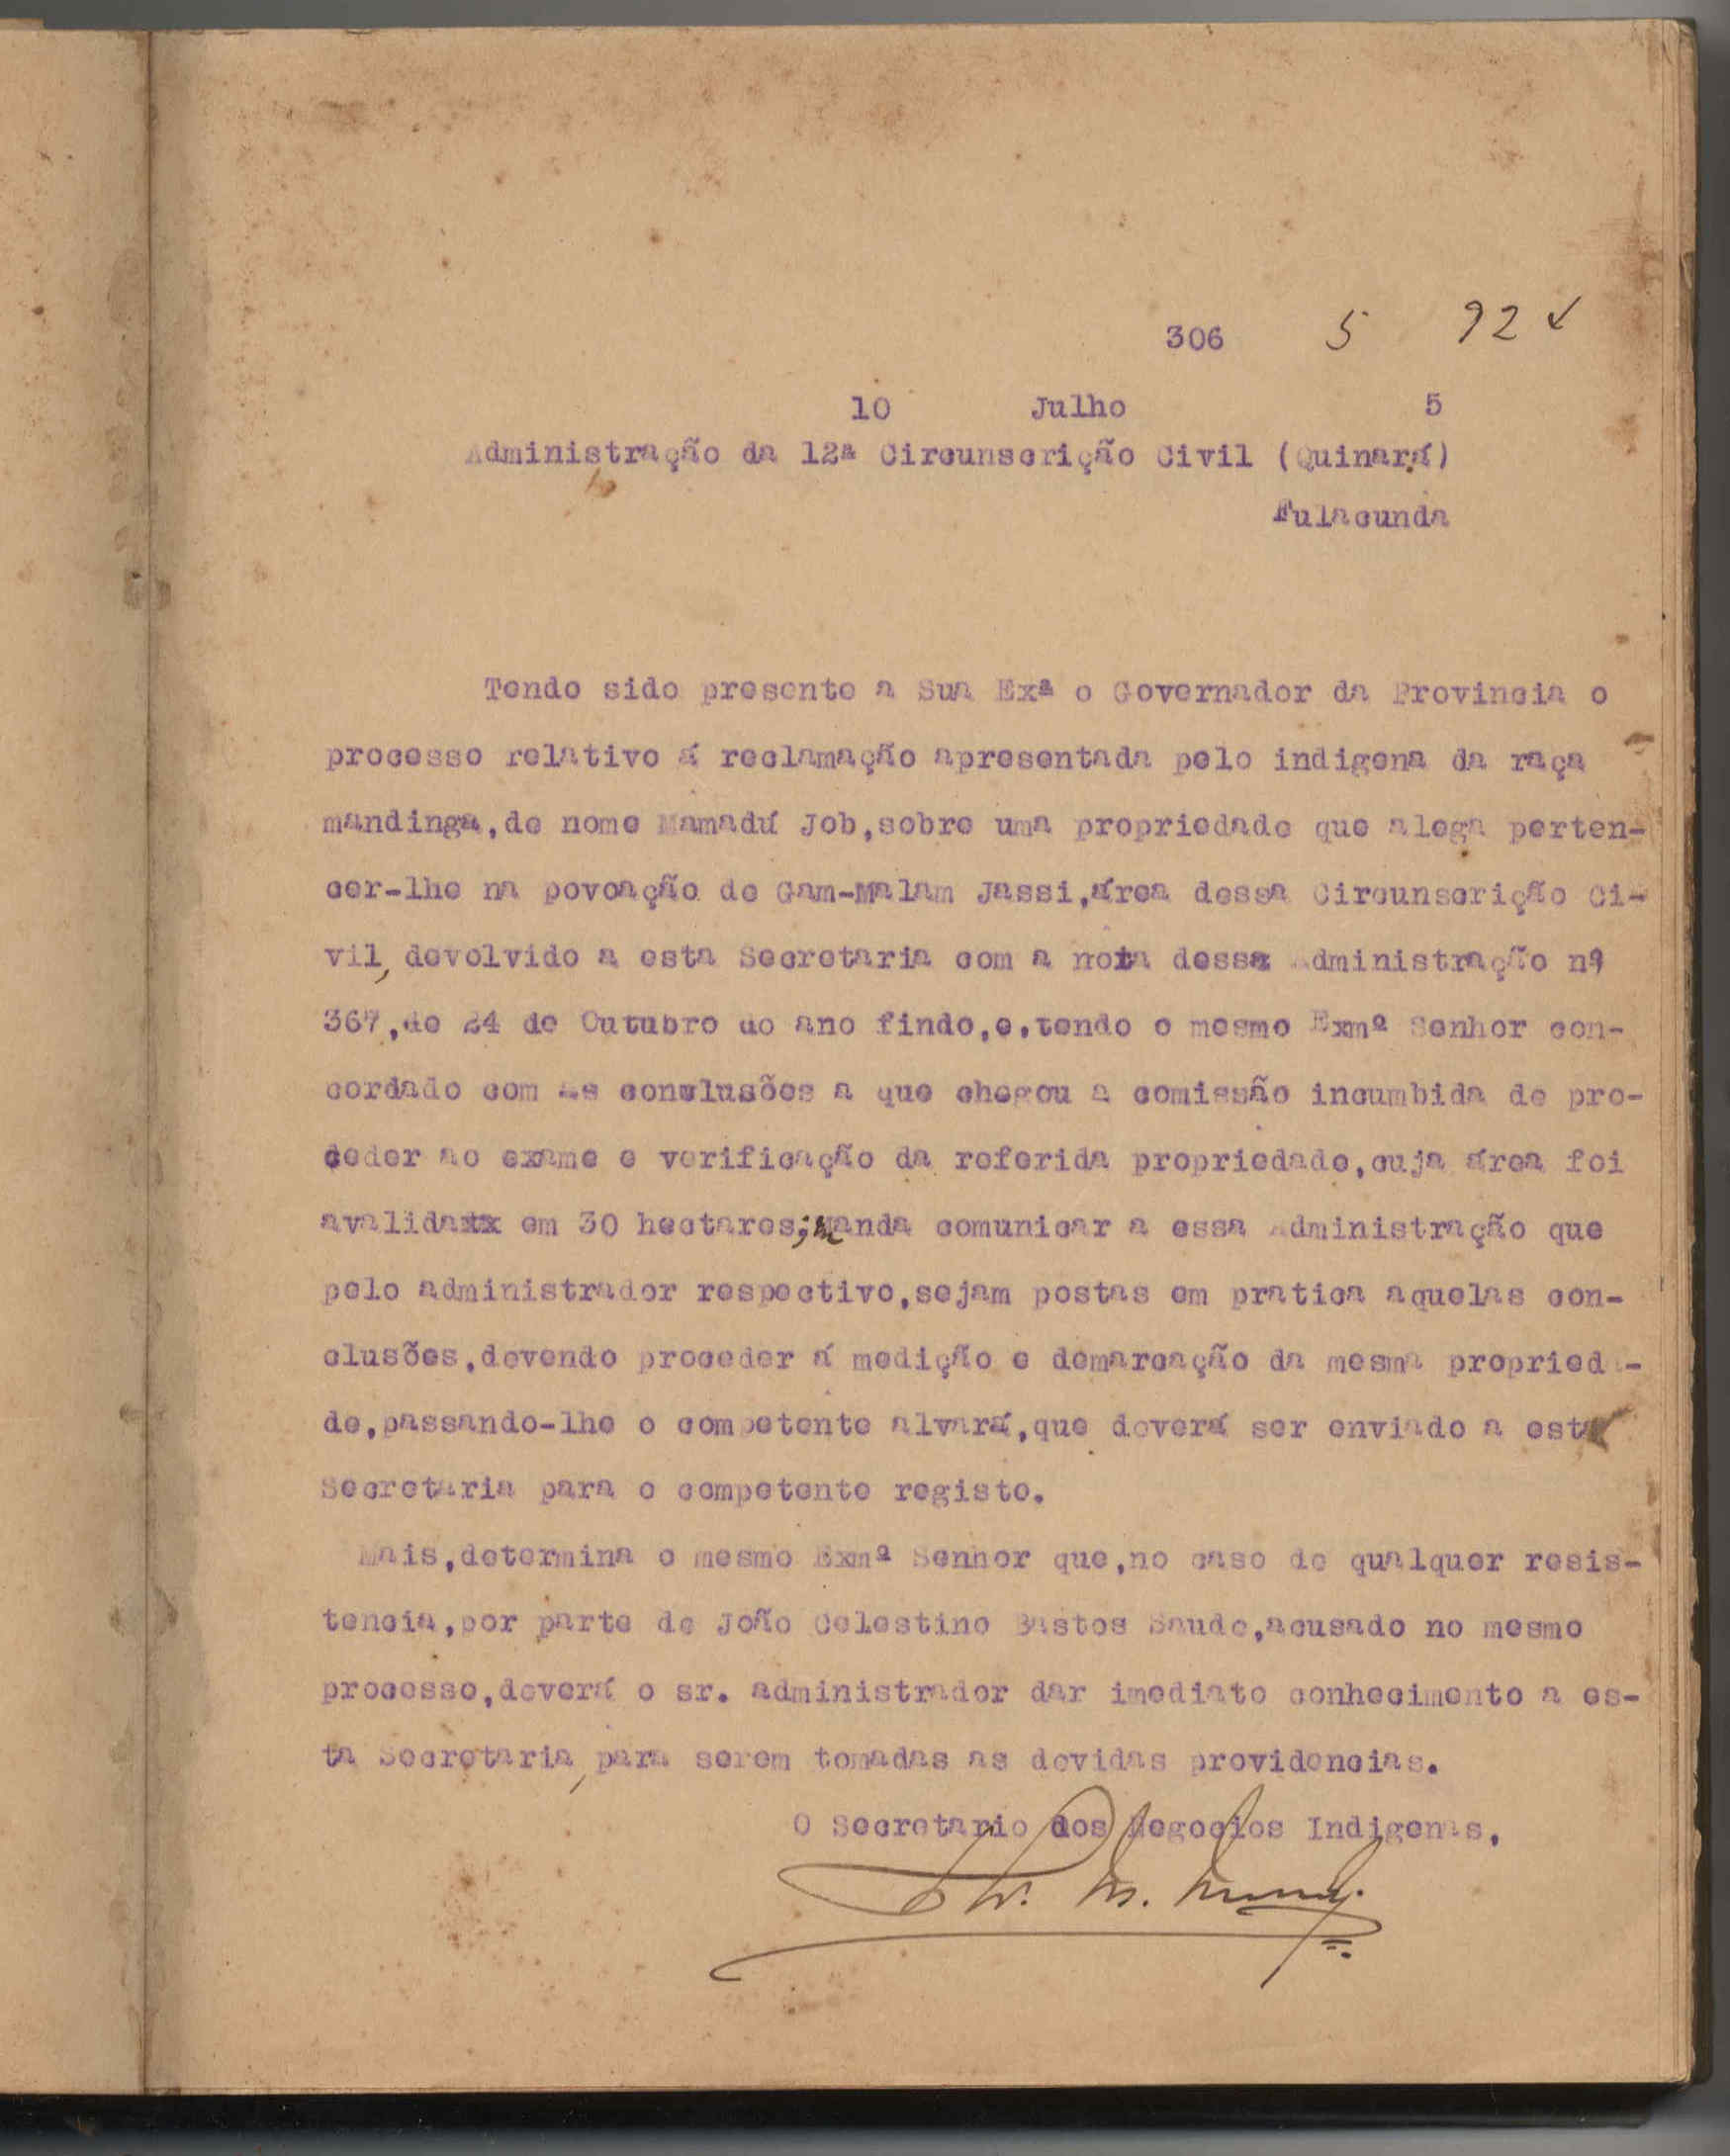 306 5 92
10 Julho 5
Administração da 12ª Circunscrição Civil (Quinará)
Fulacunda
Tendo sido presente a Sua Exª o Governador da Provincia o
processo relativo á reclamação apresentada pelo indigena da raça
mandinga,de nome Mamadú Job,sobre uma propriedade que alega perten-
cer-lhe na povoação de Gam-Malam Jassi,área dessa Circunscrição Ci-
vil, devolvido a esta Secretaria com a nota dessa Administração nº
367,de 24 de Outubro do ano findo,e,tendo o mesmo Exmº Senhor con-
cordado com as conclusões a que chegou a comissão incumbida de pro-
ceder ao exame e verificação da referida propriedade,cuja área foi
avalida em 30 hectares; Manda comunicar a essa Administração que
pelo administrador respectivo,sejam postas em pratica aquelas con-
clusões,devendo proceder á medição e demarcação da mesma proprieda-
de,passando-lhe o competente alvará,que deverá ser enviado a esta
Secretaria para o competente registo.
Mais,determina o mesmo Exmº Senhor que,no caso de qualquer resis-
tencia,por parte de João Celestino Bastos Saude,acusado no mesmo
processo,deverá o sr. administrador dar imediato conhecimento a es-
ta Secretaria, para serem tomadas as devidas providencias.
O Secretario dos Negocios Indigenas,